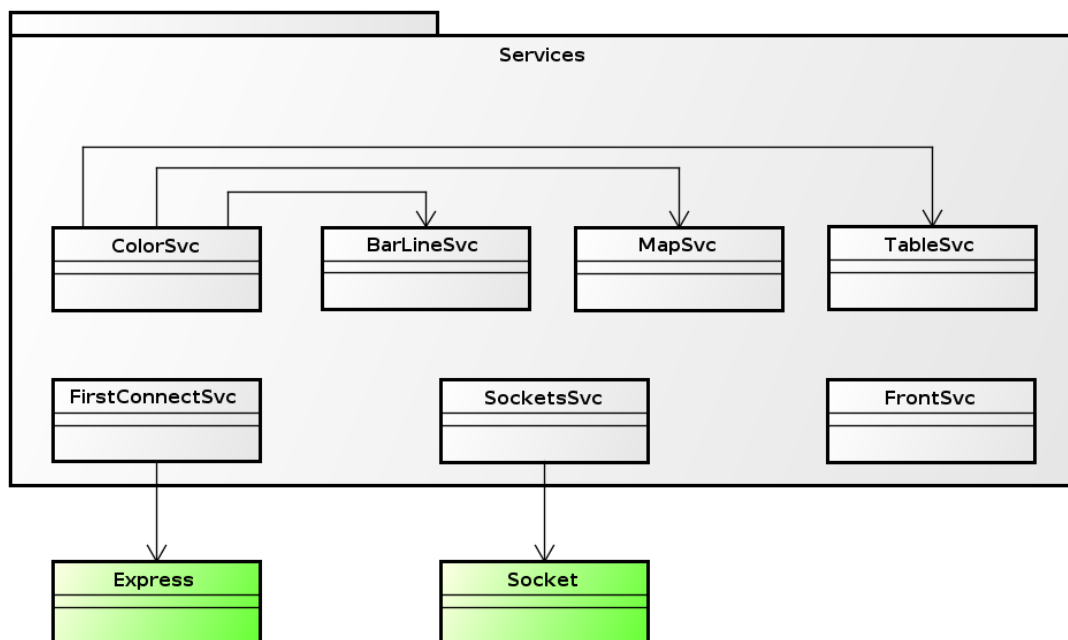 Services
ColorSvc
BarLineSvc
MapSvc
TableSvc
FirstConnectSvc
SocketsSvc
FrontSvc
Express
Socket